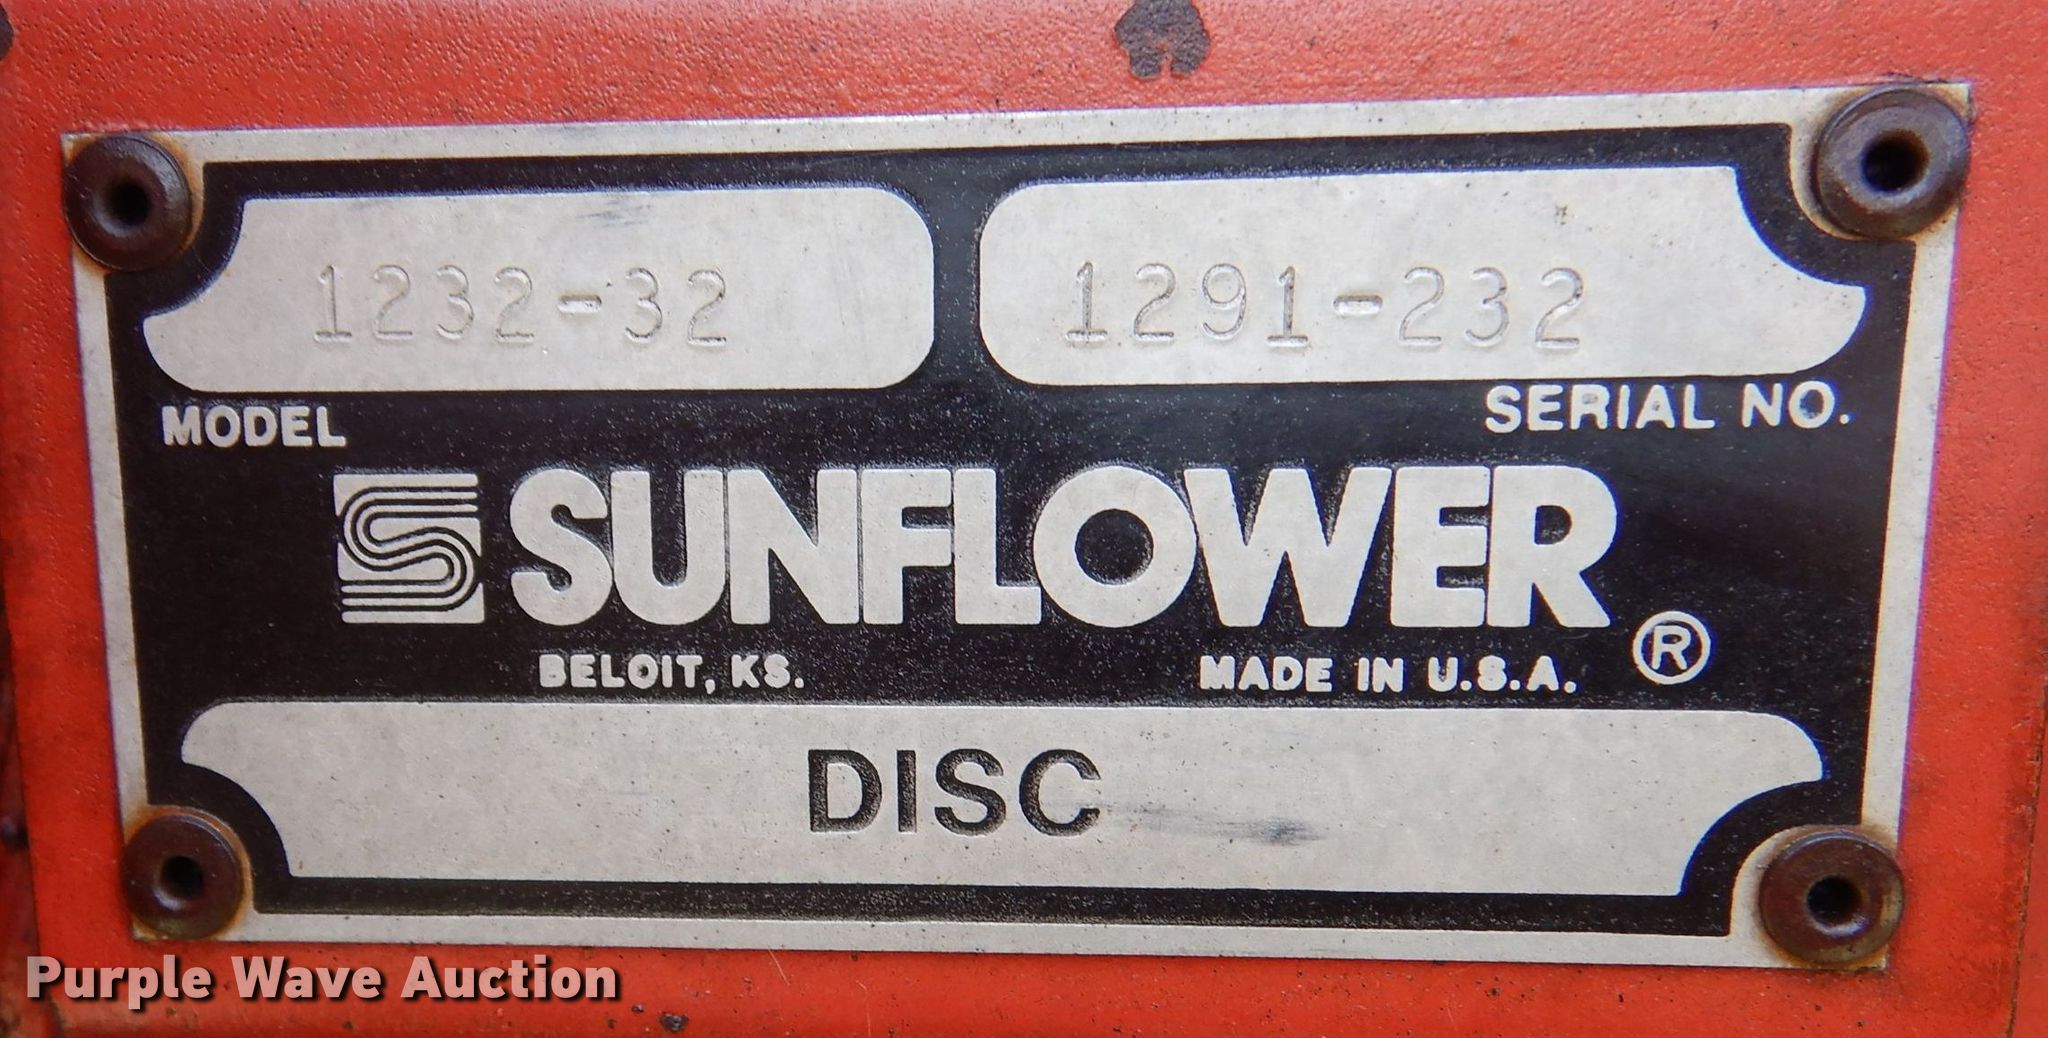 1232-32 1291-232
MODEL SERIAL NO.
SUNFLOWER ®
BELOIT, KS. MADE IN U.S.A.
DISC
Purple Wave Auction